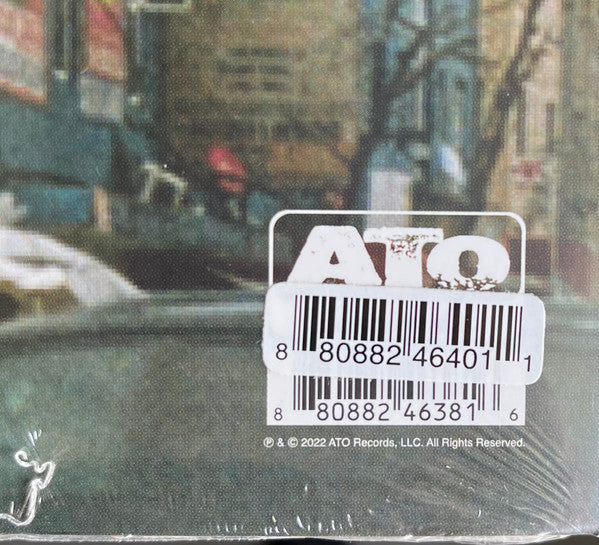 ATO
8 80882 46401 1
8 80882 46381 6
℗ & © 2022 ATO Records, LLC. All Rights Reserved.